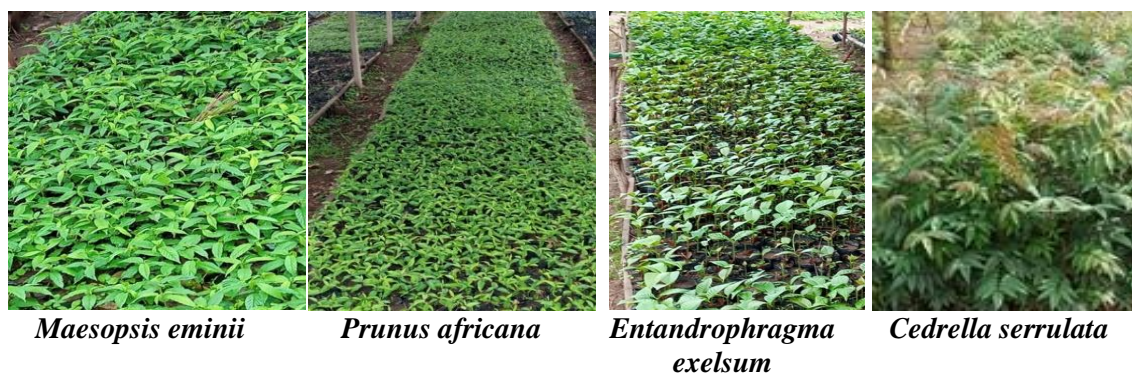 Maesopsis eminii
Prunus africana
Entandrophragma
exelsum
Cedrella serrulata